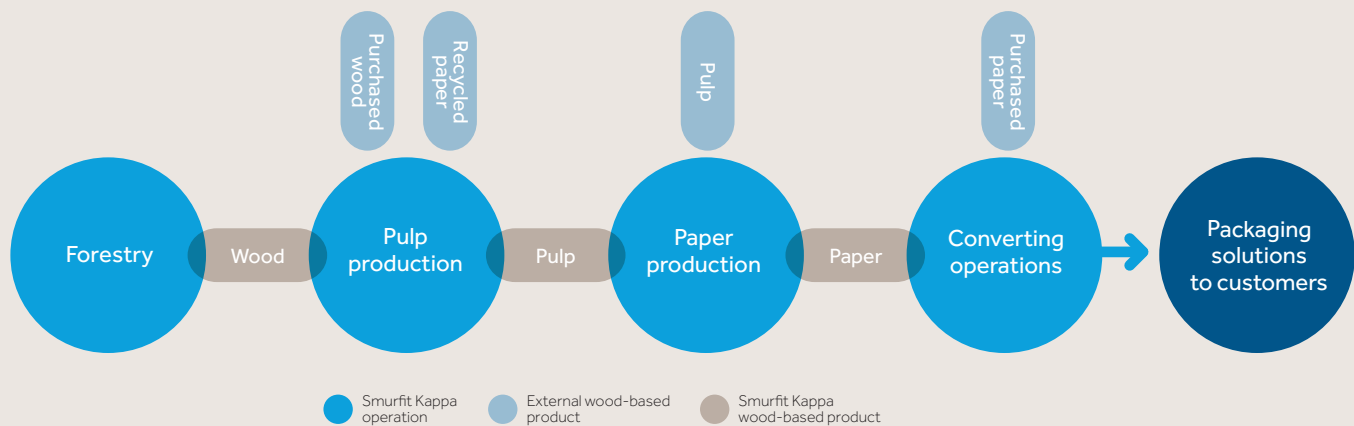 Purchased
wood
Recycled
paper
Pulp
Purchased
paper
Forestry
Wood
Pulp
production
Pulp
Paper
production
Paper
Converting
operations
Packaging
solutions
to customers
Smurfit Kappa
operation
External wood-based
product
Smurfit Kappa
wood-based product